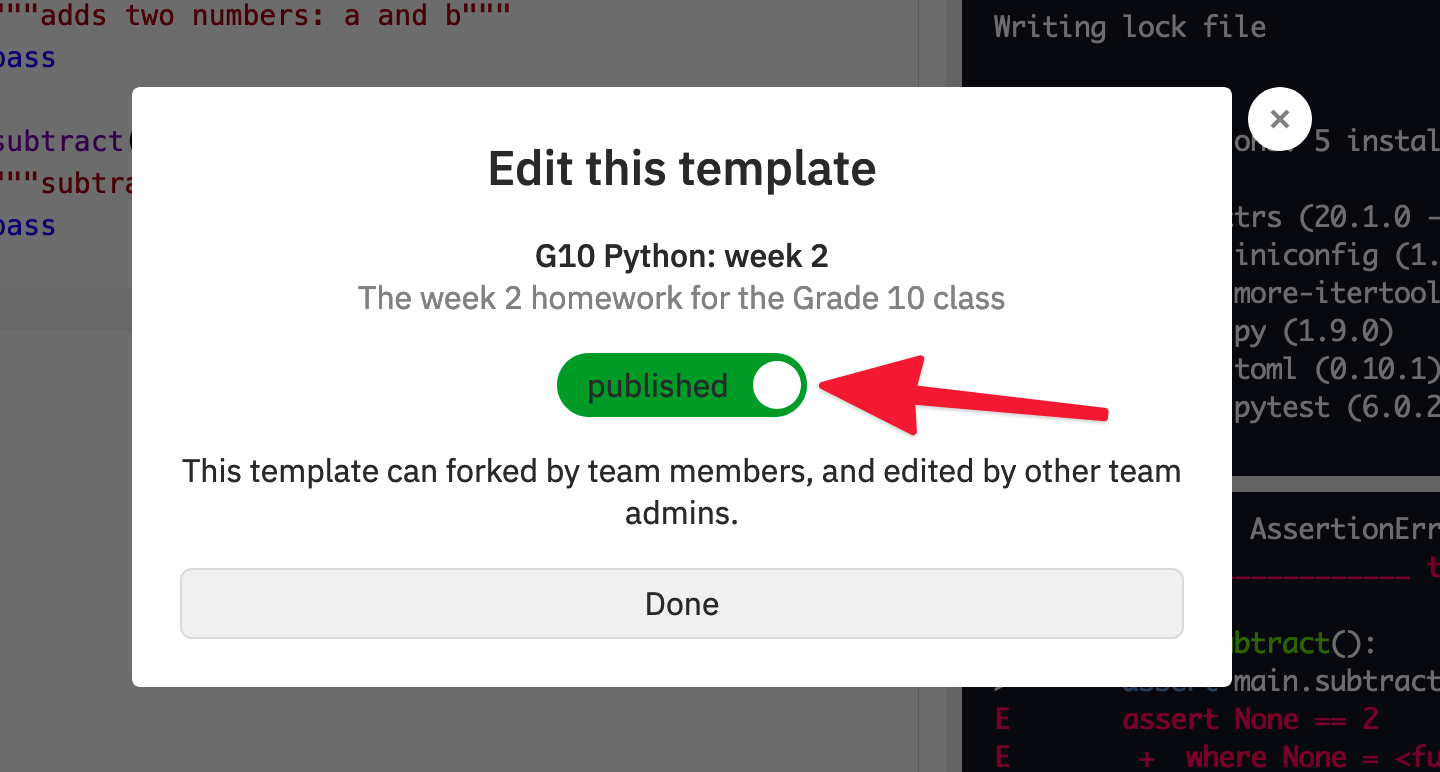 """adds two numbers: a and b"""
pass
subtract(
"""subtra
pass
Edit this template
G10 Python: week 2
The week 2 homework for the Grade 10 class
published
This template can forked by team members, and edited by other team
admins.
Done
×
Writing lock file
5 instal
trs (20.1.0 -
iniconfig (1.
more-itertool
py (1.9.0)
toml (0.10.1)
pytest (6.0.2
AssertionErr
____________ t
btract():
> assert main.subtract
E assert None == 2
E + where None = <fu